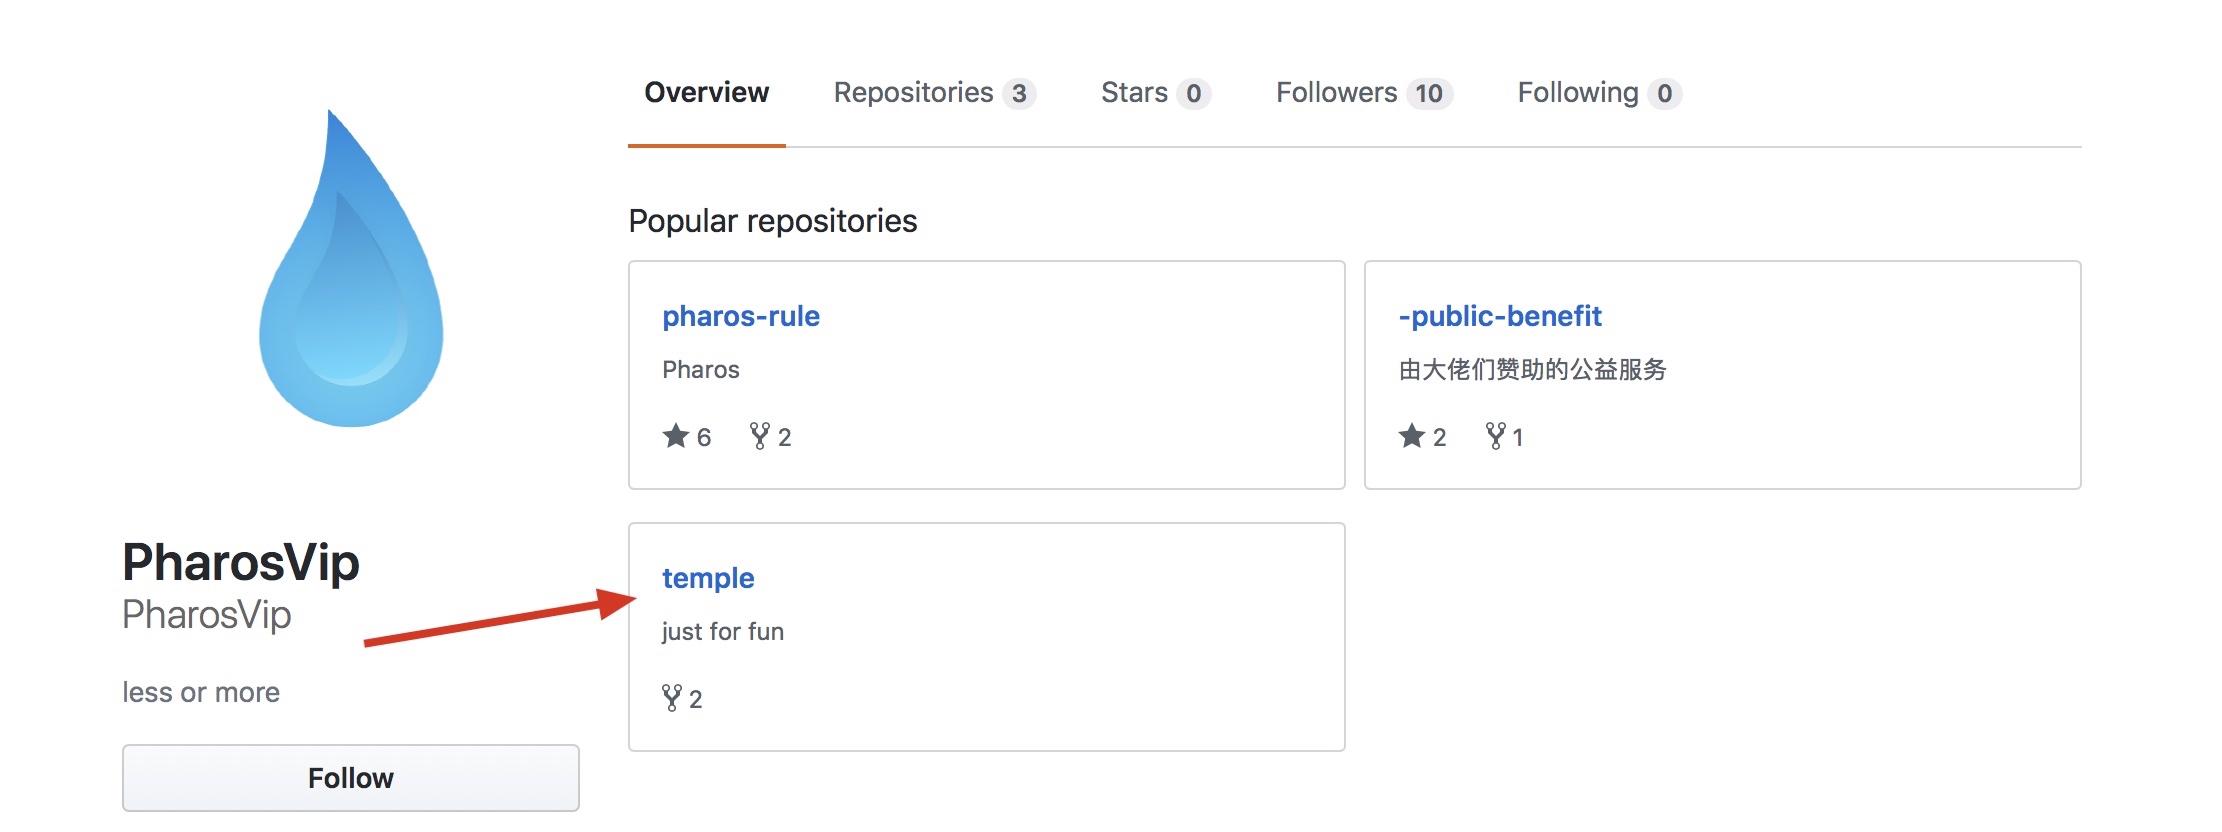 Overview Repositories 3 Stars 0 Followers 10 Following 0
Popular repositories
pharos-rule
Pharos
6 2
-public-benefit
由大佬们赞助的公益服务
2 1
temple
just for fun
2
PharosVip
PharosVip
less or more
Follow